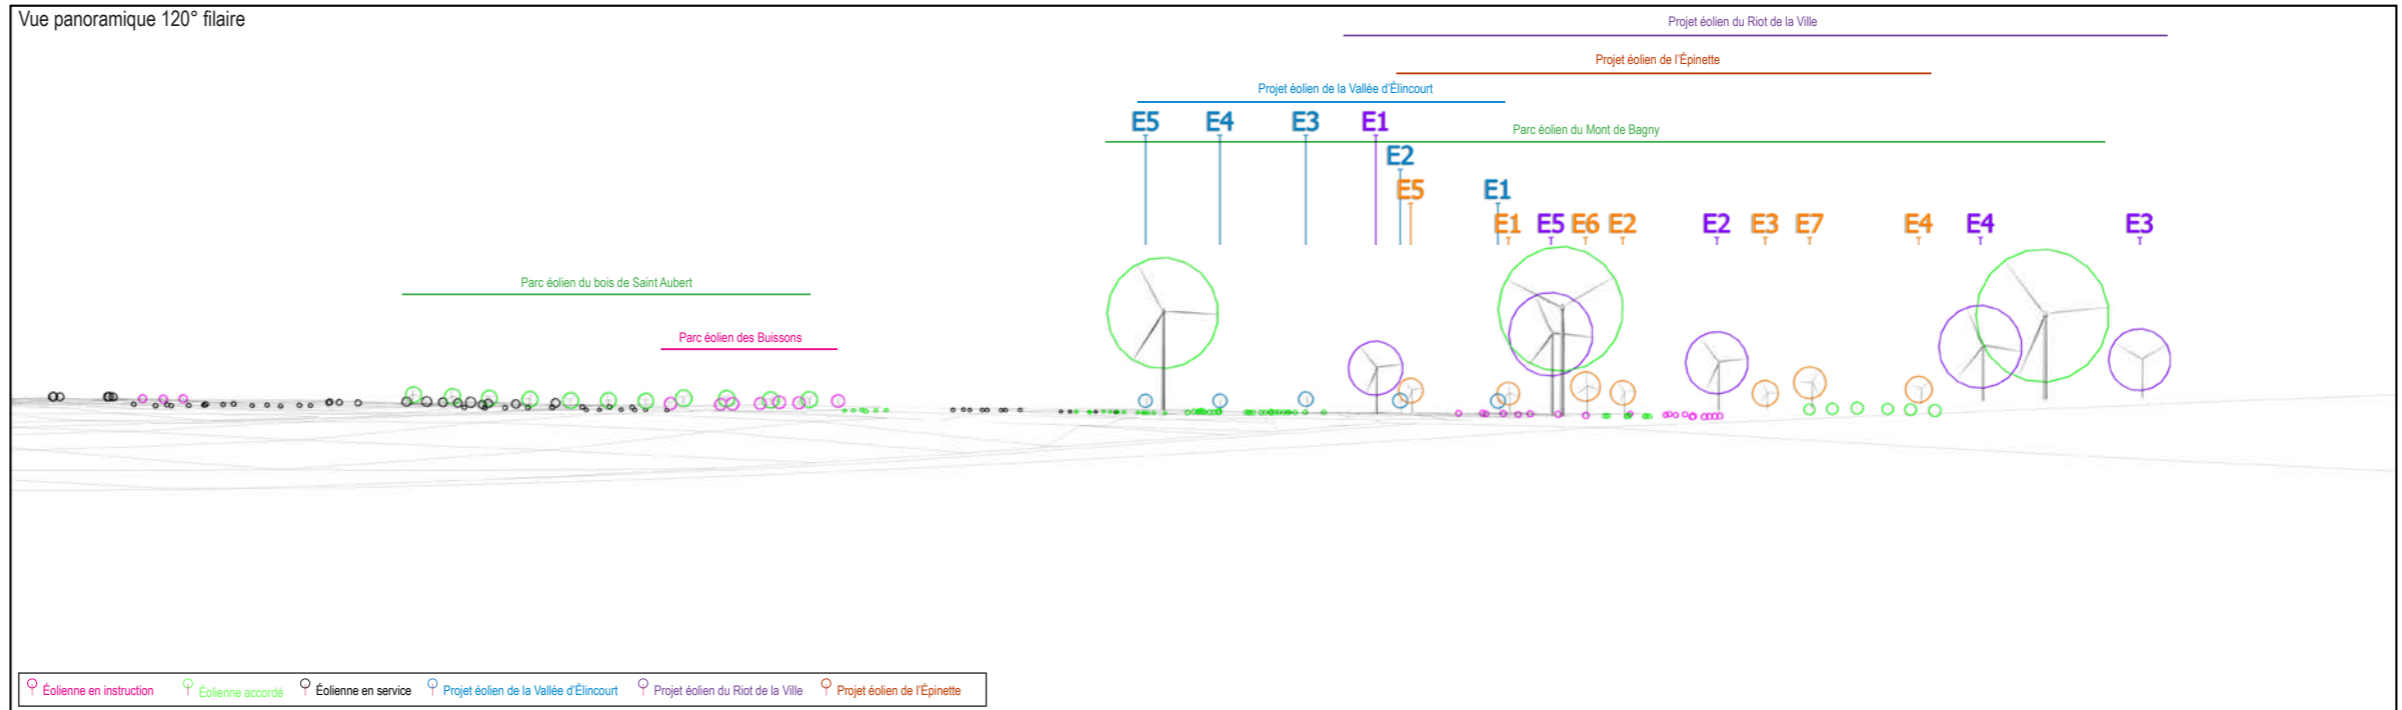 Vue panoramique 120° filaire
Projet éolien du Riot de la Ville
Projet éolien de l'Épinette
Projet éolien de la Vallée d'Élincourt
E5 E4 E3 E1
Parc éolien du Mont de Bagny
E2
E5 E1
E1 E5 E6 E2 E2 E3 E7 E4 E4 E3
Parc éolien du bois de Saint Aubert
Parc éolien des Buissons
Éolienne en instruction Éolienne accordé Éolienne en service Projet éolien de la Vallée d'Élincourt Projet éolien du Riot de la Ville Projet éolien de l'Épinette